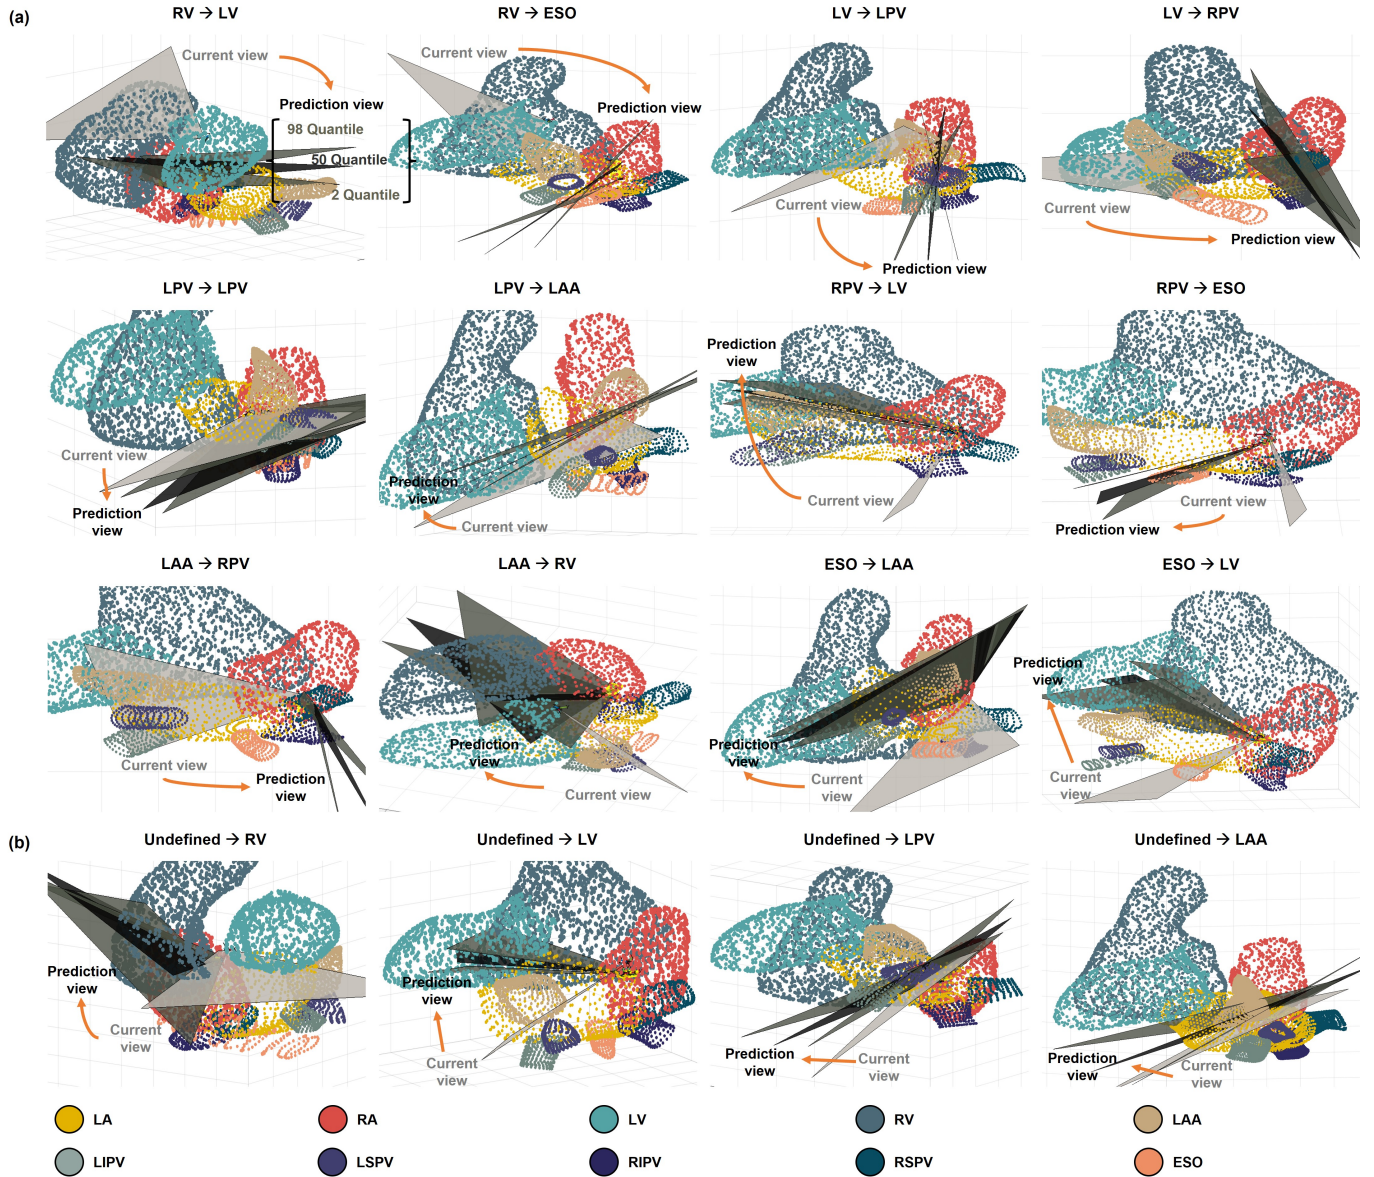 (a)
RV → LV
RV → ESO
LV → LPV
LV → RPV
Current view
Prediction view
98 Quantile
50 Quantile
2 Quantile
Current view
Prediction view
Current view
Prediction view
Current view
Prediction view
LPV → LPV
LPV → LAA
RPV → LV
RPV → ESO
Current view
Prediction
view
Prediction
view
Current view
Prediction
view
Current view
Current view
Prediction view
LAA → RPV
LAA → RV
ESO → LAA
ESO → LV
Current view
Prediction
view
Prediction
view
Current view
Prediction
view
Current
view
Prediction
view
Current
view
(b)
Undefined → RV
Undefined → LV
Undefined → LPV
Undefined → LAA
Prediction
view
Current
view
Prediction
view
Current
view
Prediction
view
Current
view
Prediction
view
Current
view
LA
RA
LV
RV
LAA
LIPV
LSPV
RIPV
RSPV
ESO